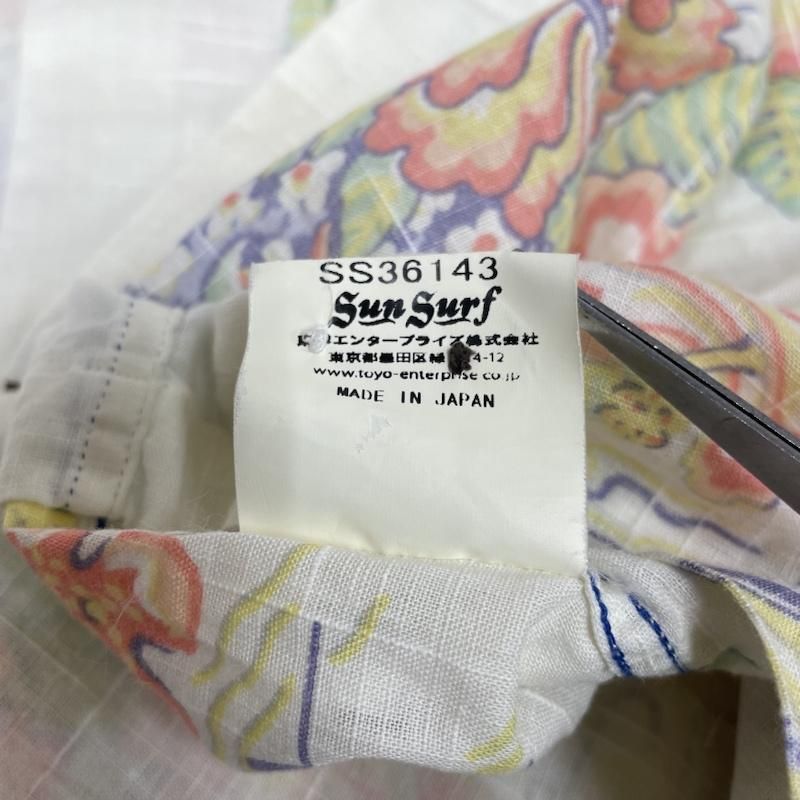 SS36143
Sun Surf
エンタープライズ株式会社
東京都墨田区 4-12
www.toyo-enterprise.co.jp
MADE IN JAPAN